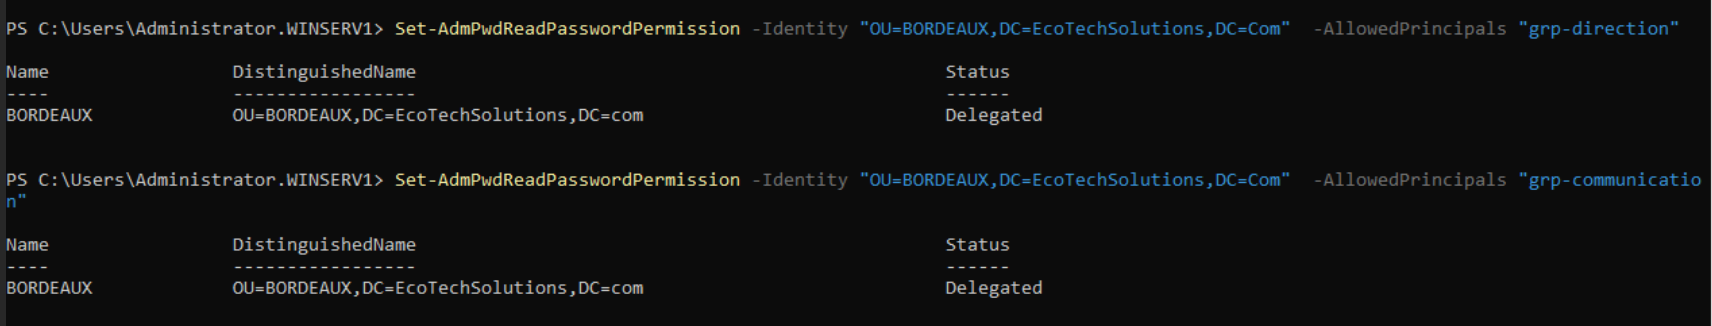 PS C:\Users\Administrator.WINSERV1> Set-AdmPwdReadPasswordPermission -Identity "OU=BORDEAUX,DC=EcoTechSolutions,DC=Com"  -AllowedPrincipals "grp-direction"
Name                 DistinguishedName                                                 Status
----                 -----------------                                                 ------
BORDEAUX             OU=BORDEAUX,DC=EcoTechSolutions,DC=com                            Delegated
PS C:\Users\Administrator.WINSERV1> Set-AdmPwdReadPasswordPermission -Identity "OU=BORDEAUX,DC=EcoTechSolutions,DC=Com"  -AllowedPrincipals "grp-communicatio
n"
Name                 DistinguishedName                                                 Status
----                 -----------------                                                 ------
BORDEAUX             OU=BORDEAUX,DC=EcoTechSolutions,DC=com                            Delegated